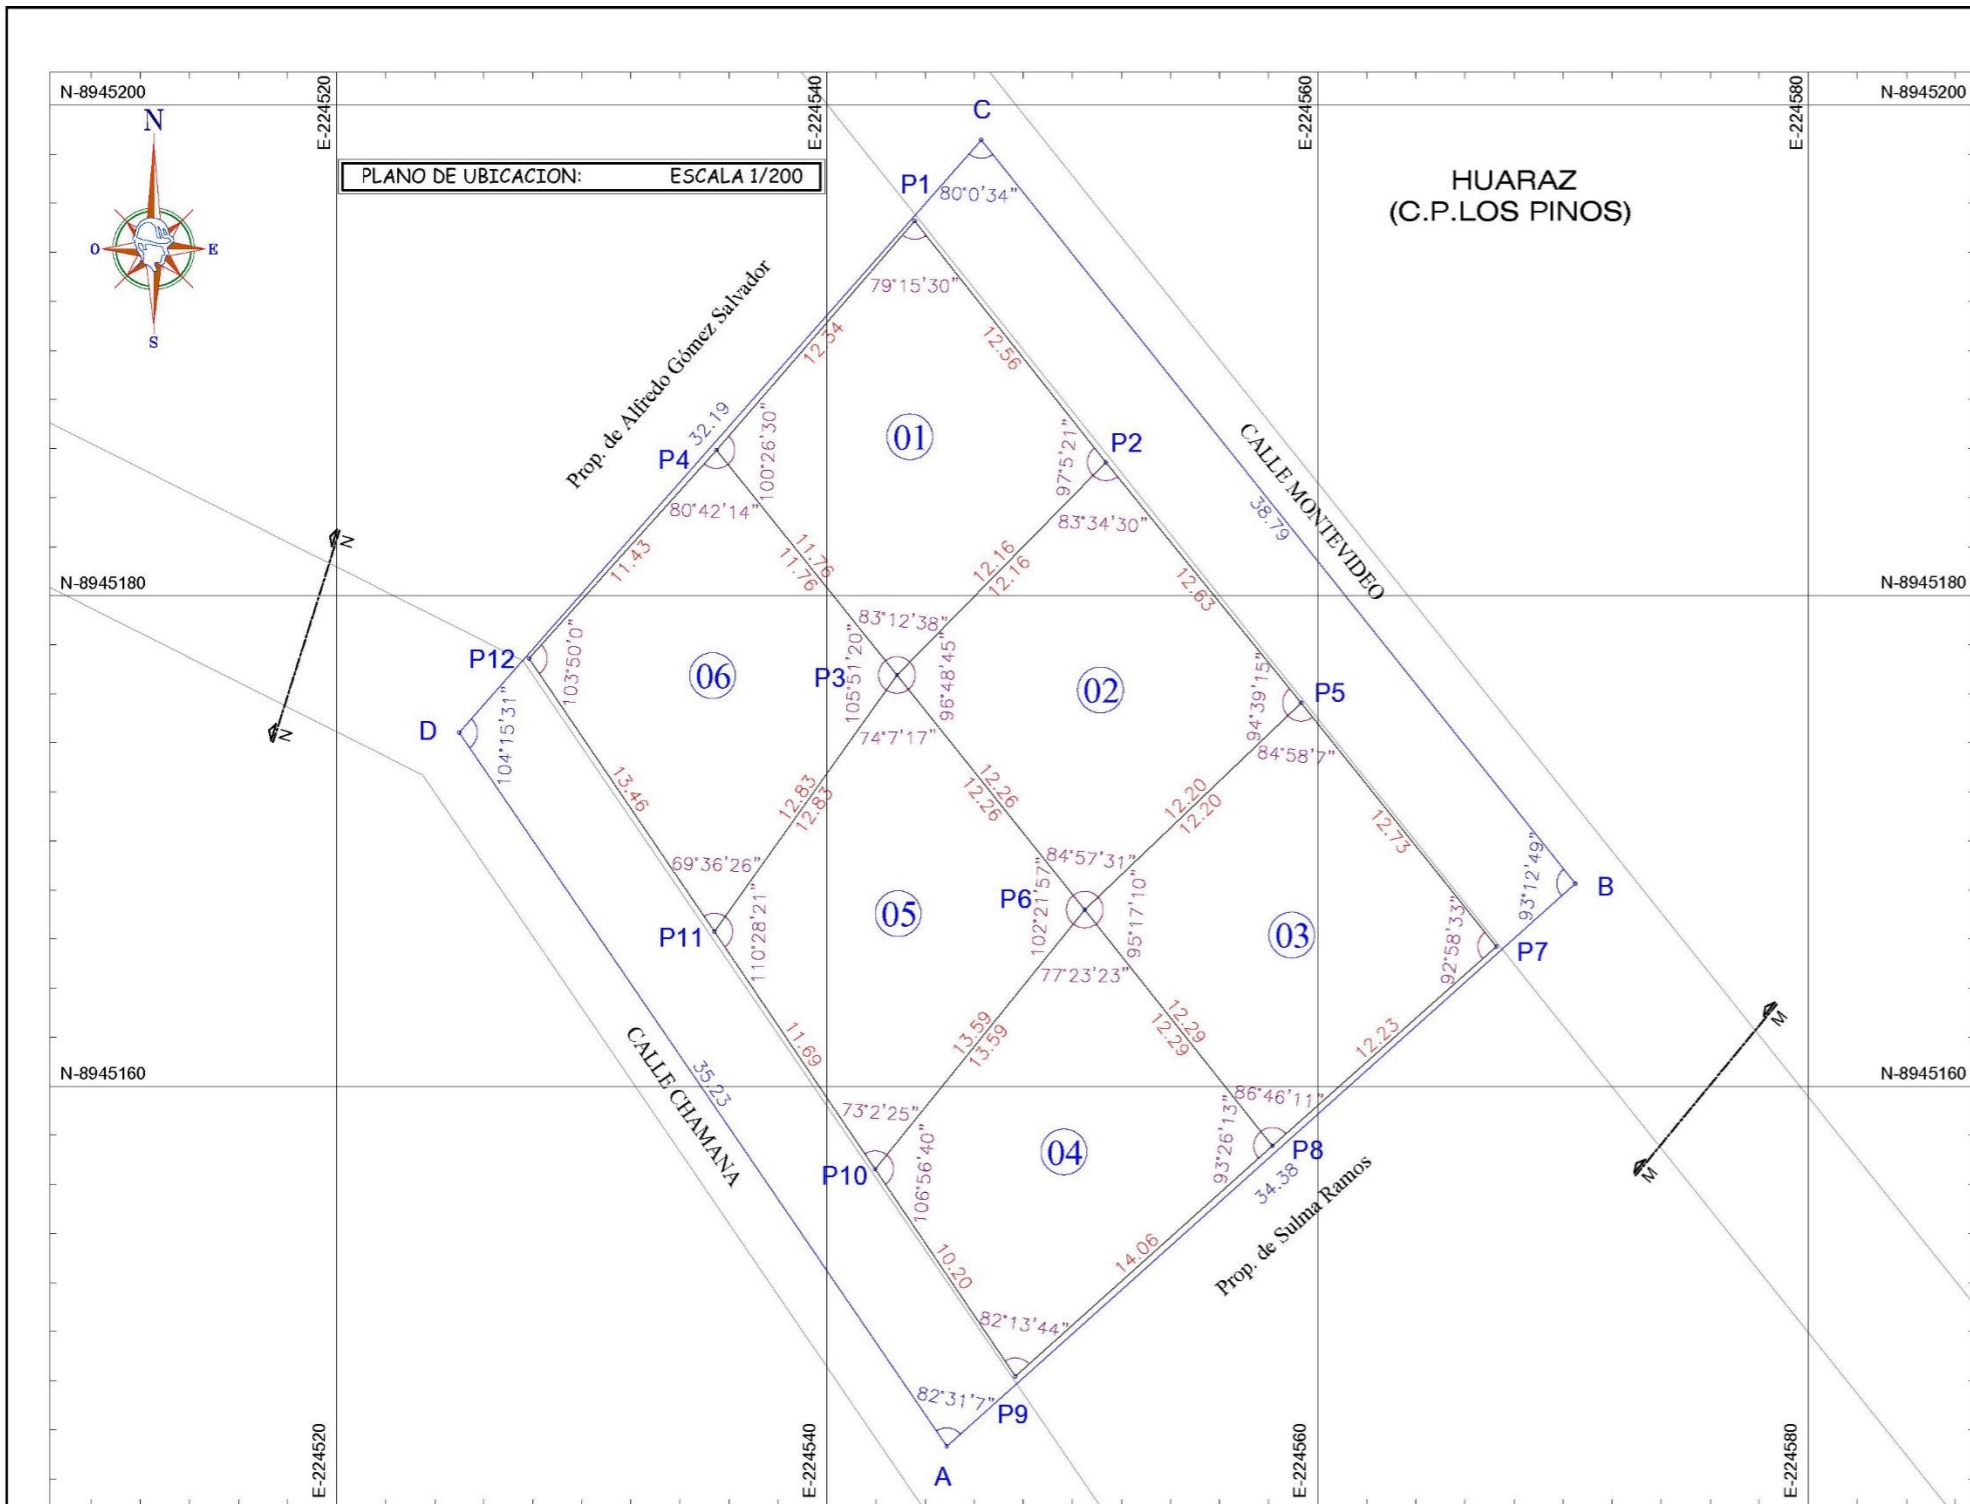 N-8945200
E-224520
E-224540
E-224560
E-224580
N-8945200
N
O
E
S
PLANO DE UBICACION: ESCALA 1/200
HUARAZ
(C.P.LOS PINOS)
C
80°0'34"
P1
79°15'30"
12.34
12.56
Prop. de Alfredo Gómez Salvador
32.19
P4
100°26'30"
80°42'14"
01
97°5'21"
P2
83°34'30"
CALLE MONTEVIDEO
38.79
11.43
11.76
11.76
12.16
12.16
12.63
N-8945180
N-8945180
N
N
P12
103°50'0"
06
83°12'38"
105°51'20"
P3
96°48'45"
74°7'17"
02
94°39'15"
P5
84°58'7"
D
104°15'31"
13.46
12.83
12.83
12.26
12.26
12.20
12.20
12.73
69°36'26"
P11
110°28'21"
05
84°57'31"
102°21'57"
P6
95°17'10"
77°23'23"
03
92°58'33"
P7
93°12'49"
B
CALLE CHAMANA
35.23
11.69
13.59
13.59
12.29
12.29
12.23
M
M
N-8945160
N-8945160
73°2'25"
P10
106°56'40"
04
93°26'13"
86°46'11"
P8
34.38
Prop. de Sulma Ramos
10.20
14.06
82°13'44"
82°31'7"
P9
A
E-224520
E-224540
E-224560
E-224580